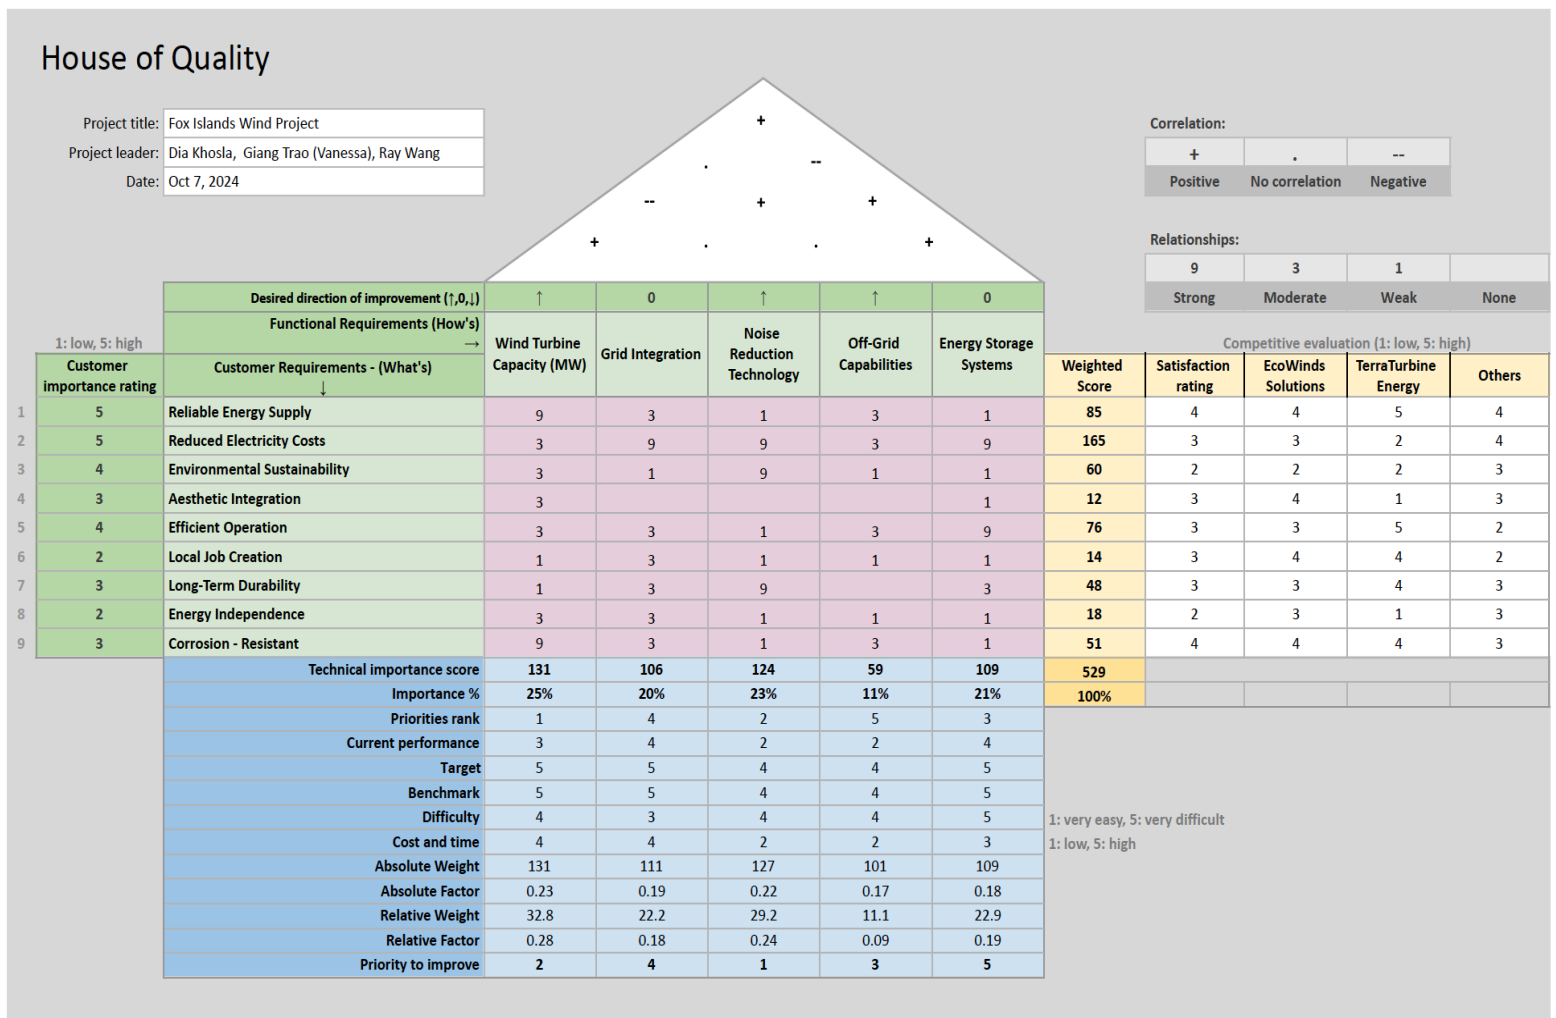 House of Quality
Project title: Fox Islands Wind Project
Project leader: Dia Khosla, Giang Trao (Vanessa), Ray Wang
Date: Oct 7, 2024
+
. --
-- + +
+ . . +
Correlation:
+ . --
Positive No correlation Negative
Relationships:
9 3 1
Strong Moderate Weak None
Desired direction of improvement (↑,0,↓) ↑ 0 ↑ ↑ 0
1: low, 5: high
Functional Requirements (How's)
→
Wind Turbine
Capacity (MW)
Grid Integration
Noise
Reduction
Technology
Off-Grid
Capabilities
Energy Storage
Systems
Competitive evaluation (1: low, 5: high)
Customer
importance rating
Customer Requirements - (What's)
↓
Weighted
Score
Satisfaction
rating
EcoWinds
Solutions
TerraTurbine
Energy
Others
1 5 Reliable Energy Supply 9 3 1 3 1 85 4 4 5 4
2 5 Reduced Electricity Costs 3 9 9 3 9 165 3 3 2 4
3 4 Environmental Sustainability 3 1 9 1 1 60 2 2 2 3
4 3 Aesthetic Integration 3 1 12 3 4 1 3
5 4 Efficient Operation 3 3 1 3 9 76 3 3 5 2
6 2 Local Job Creation 1 3 1 1 1 14 3 4 4 2
7 3 Long-Term Durability 1 3 9 3 48 3 3 4 3
8 2 Energy Independence 3 3 1 1 1 18 2 3 1 3
9 3 Corrosion - Resistant 9 3 1 3 1 51 4 4 4 3
Technical importance score 131 106 124 59 109 529
Importance % 25% 20% 23% 11% 21% 100%
Priorities rank 1 4 2 5 3
Current performance 3 4 2 2 4
Target 5 5 4 4 5
Benchmark 5 5 4 4 5
Difficulty 4 3 4 4 5 1: very easy, 5: very difficult
Cost and time 4 4 2 2 3 1: low, 5: high
Absolute Weight 131 111 127 101 109
Absolute Factor 0.23 0.19 0.22 0.17 0.18
Relative Weight 32.8 22.2 29.2 11.1 22.9
Relative Factor 0.28 0.18 0.24 0.09 0.19
Priority to improve 2 4 1 3 5